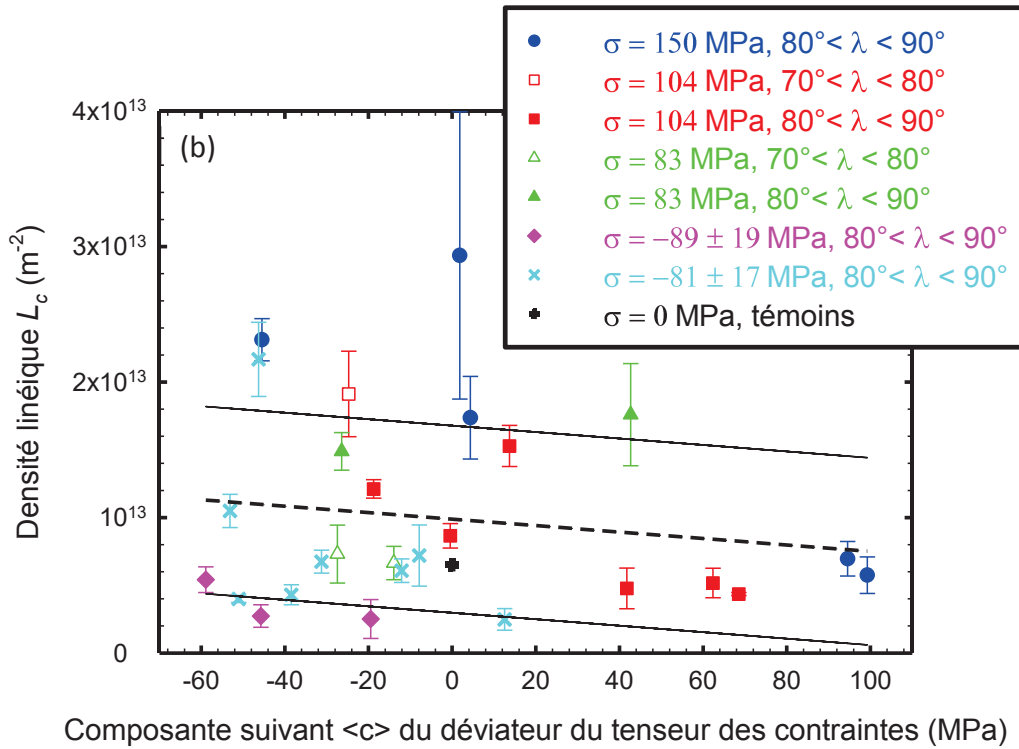 σ = 150 MPa, 80°< λ < 90°
σ = 104 MPa, 70°< λ < 80°
σ = 104 MPa, 80°< λ < 90°
σ = 83 MPa, 70°< λ < 80°
σ = 83 MPa, 80°< λ < 90°
σ = −89 ± 19 MPa, 80°< λ < 90°
σ = −81 ± 17 MPa, 80°< λ < 90°
σ = 0 MPa, témoins
(b)
4x10¹³
3x10¹³
2x10¹³
10¹³
0
Densité linéique L_c (m⁻²)
-60 -40 -20 0 20 40 60 80 100
Composante suivant <c> du déviateur du tenseur des contraintes (MPa)